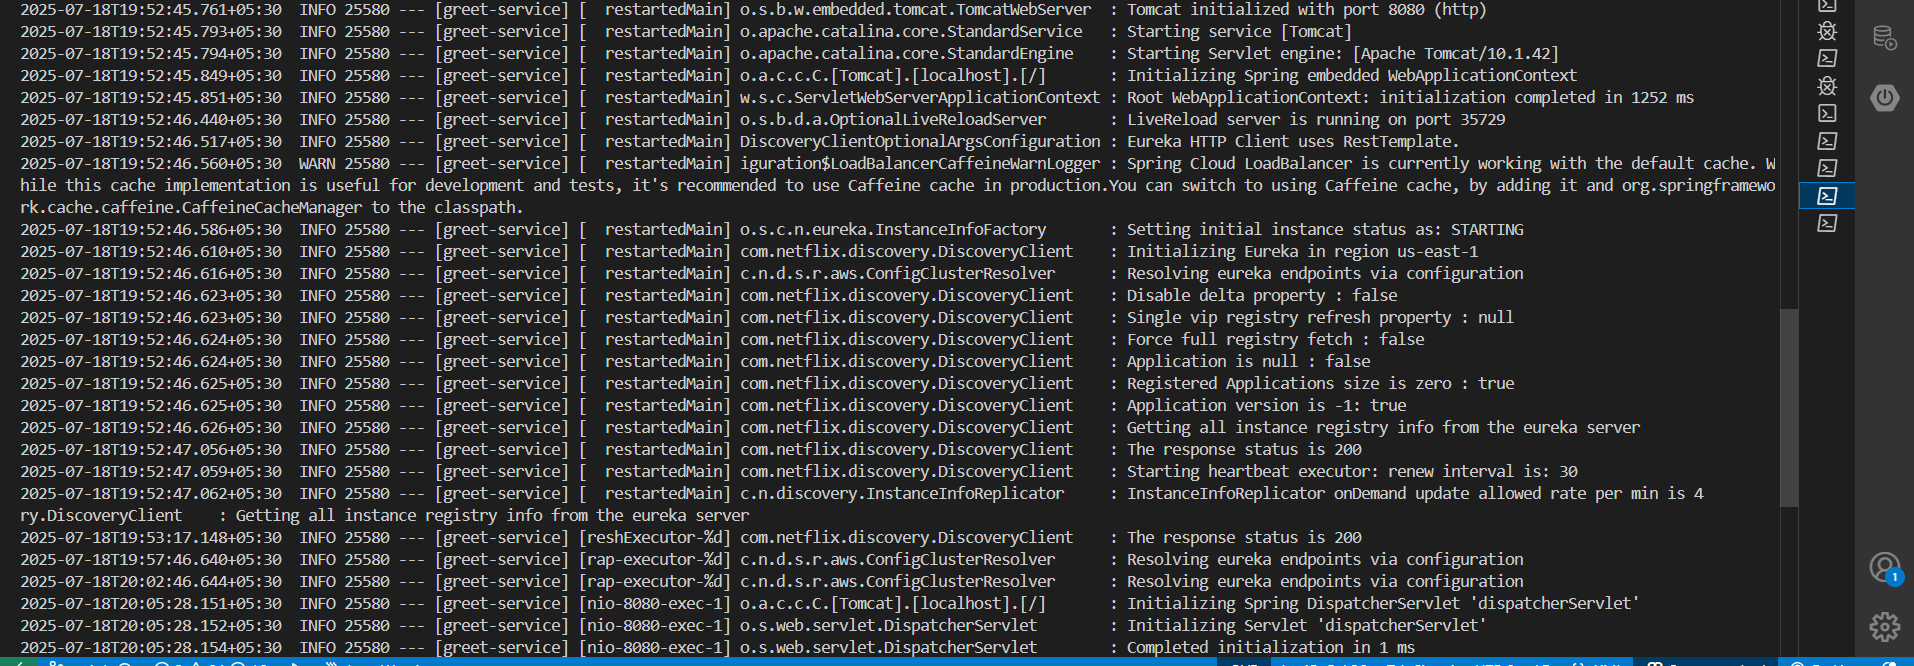 2025-07-18T19:52:45.761+05:30  INFO 25580 --- [greet-service] [  restartedMain] o.s.b.w.embedded.tomcat.TomcatWebServer  : Tomcat initialized with port 8080 (http)
2025-07-18T19:52:45.793+05:30  INFO 25580 --- [greet-service] [  restartedMain] o.apache.catalina.core.StandardService   : Starting service [Tomcat]
2025-07-18T19:52:45.794+05:30  INFO 25580 --- [greet-service] [  restartedMain] o.apache.catalina.core.StandardEngine    : Starting Servlet engine: [Apache Tomcat/10.1.42]
2025-07-18T19:52:45.849+05:30  INFO 25580 --- [greet-service] [  restartedMain] o.a.c.c.C.[Tomcat].[localhost].[/]       : Initializing Spring embedded WebApplicationContext
2025-07-18T19:52:45.851+05:30  INFO 25580 --- [greet-service] [  restartedMain] w.s.c.ServletWebServerApplicationContext : Root WebApplicationContext: initialization completed in 1252 ms
2025-07-18T19:52:46.440+05:30  INFO 25580 --- [greet-service] [  restartedMain] o.s.b.d.a.OptionalLiveReloadServer       : LiveReload server is running on port 35729
2025-07-18T19:52:46.517+05:30  INFO 25580 --- [greet-service] [  restartedMain] DiscoveryClientOptionalArgsConfiguration : Eureka HTTP Client uses RestTemplate.
2025-07-18T19:52:46.560+05:30  WARN 25580 --- [greet-service] [  restartedMain] iguration$LoadBalancerCaffeineWarnLogger : Spring Cloud LoadBalancer is currently working with the default cache. W
hile this cache implementation is useful for development and tests, it's recommended to use Caffeine cache in production.You can switch to using Caffeine cache, by adding it and org.springframewo
rk.cache.caffeine.CaffeineCacheManager to the classpath.
2025-07-18T19:52:46.586+05:30  INFO 25580 --- [greet-service] [  restartedMain] o.s.c.n.eureka.InstanceInfoFactory       : Setting initial instance status as: STARTING
2025-07-18T19:52:46.610+05:30  INFO 25580 --- [greet-service] [  restartedMain] com.netflix.discovery.DiscoveryClient    : Initializing Eureka in region us-east-1
2025-07-18T19:52:46.616+05:30  INFO 25580 --- [greet-service] [  restartedMain] c.n.d.s.r.aws.ConfigClusterResolver      : Resolving eureka endpoints via configuration
2025-07-18T19:52:46.623+05:30  INFO 25580 --- [greet-service] [  restartedMain] com.netflix.discovery.DiscoveryClient    : Disable delta property : false
2025-07-18T19:52:46.623+05:30  INFO 25580 --- [greet-service] [  restartedMain] com.netflix.discovery.DiscoveryClient    : Single vip registry refresh property : null
2025-07-18T19:52:46.624+05:30  INFO 25580 --- [greet-service] [  restartedMain] com.netflix.discovery.DiscoveryClient    : Force full registry fetch : false
2025-07-18T19:52:46.624+05:30  INFO 25580 --- [greet-service] [  restartedMain] com.netflix.discovery.DiscoveryClient    : Application is null : false
2025-07-18T19:52:46.625+05:30  INFO 25580 --- [greet-service] [  restartedMain] com.netflix.discovery.DiscoveryClient    : Registered Applications size is zero : true
2025-07-18T19:52:46.625+05:30  INFO 25580 --- [greet-service] [  restartedMain] com.netflix.discovery.DiscoveryClient    : Application version is -1: true
2025-07-18T19:52:46.626+05:30  INFO 25580 --- [greet-service] [  restartedMain] com.netflix.discovery.DiscoveryClient    : Getting all instance registry info from the eureka server
2025-07-18T19:52:47.056+05:30  INFO 25580 --- [greet-service] [  restartedMain] com.netflix.discovery.DiscoveryClient    : The response status is 200
2025-07-18T19:52:47.059+05:30  INFO 25580 --- [greet-service] [  restartedMain] com.netflix.discovery.DiscoveryClient    : Starting heartbeat executor: renew interval is: 30
2025-07-18T19:52:47.062+05:30  INFO 25580 --- [greet-service] [  restartedMain] c.n.discovery.InstanceInfoReplicator     : InstanceInfoReplicator onDemand update allowed rate per min is 4
ry.DiscoveryClient    : Getting all instance registry info from the eureka server
2025-07-18T19:53:17.148+05:30  INFO 25580 --- [greet-service] [reshExecutor-%d] com.netflix.discovery.DiscoveryClient    : The response status is 200
2025-07-18T19:57:46.640+05:30  INFO 25580 --- [greet-service] [rap-executor-%d] c.n.d.s.r.aws.ConfigClusterResolver      : Resolving eureka endpoints via configuration
2025-07-18T20:02:46.644+05:30  INFO 25580 --- [greet-service] [rap-executor-%d] c.n.d.s.r.aws.ConfigClusterResolver      : Resolving eureka endpoints via configuration
2025-07-18T20:05:28.151+05:30  INFO 25580 --- [greet-service] [nio-8080-exec-1] o.a.c.c.C.[Tomcat].[localhost].[/]       : Initializing Spring DispatcherServlet 'dispatcherServlet'
2025-07-18T20:05:28.152+05:30  INFO 25580 --- [greet-service] [nio-8080-exec-1] o.s.web.servlet.DispatcherServlet        : Initializing Servlet 'dispatcherServlet'
2025-07-18T20:05:28.154+05:30  INFO 25580 --- [greet-service] [nio-8080-exec-1] o.s.web.servlet.DispatcherServlet        : Completed initialization in 1 ms
1